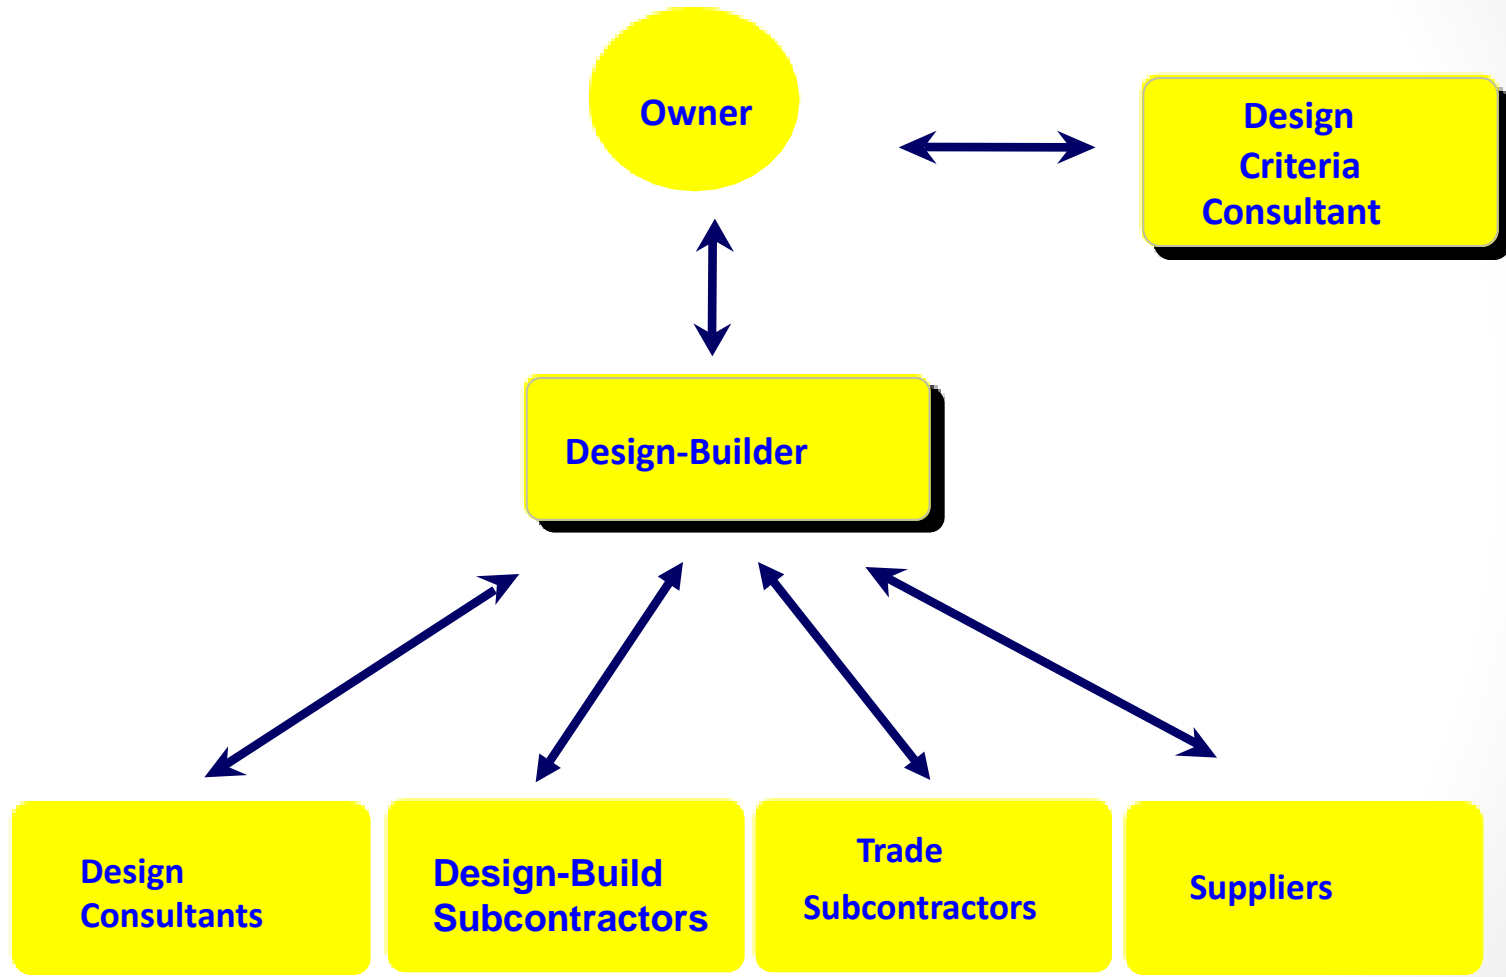 Owner
Design
Criteria
Consultant
Design-Builder
Design
Consultants
Design-Build
Subcontractors
Trade
Subcontractors
Suppliers